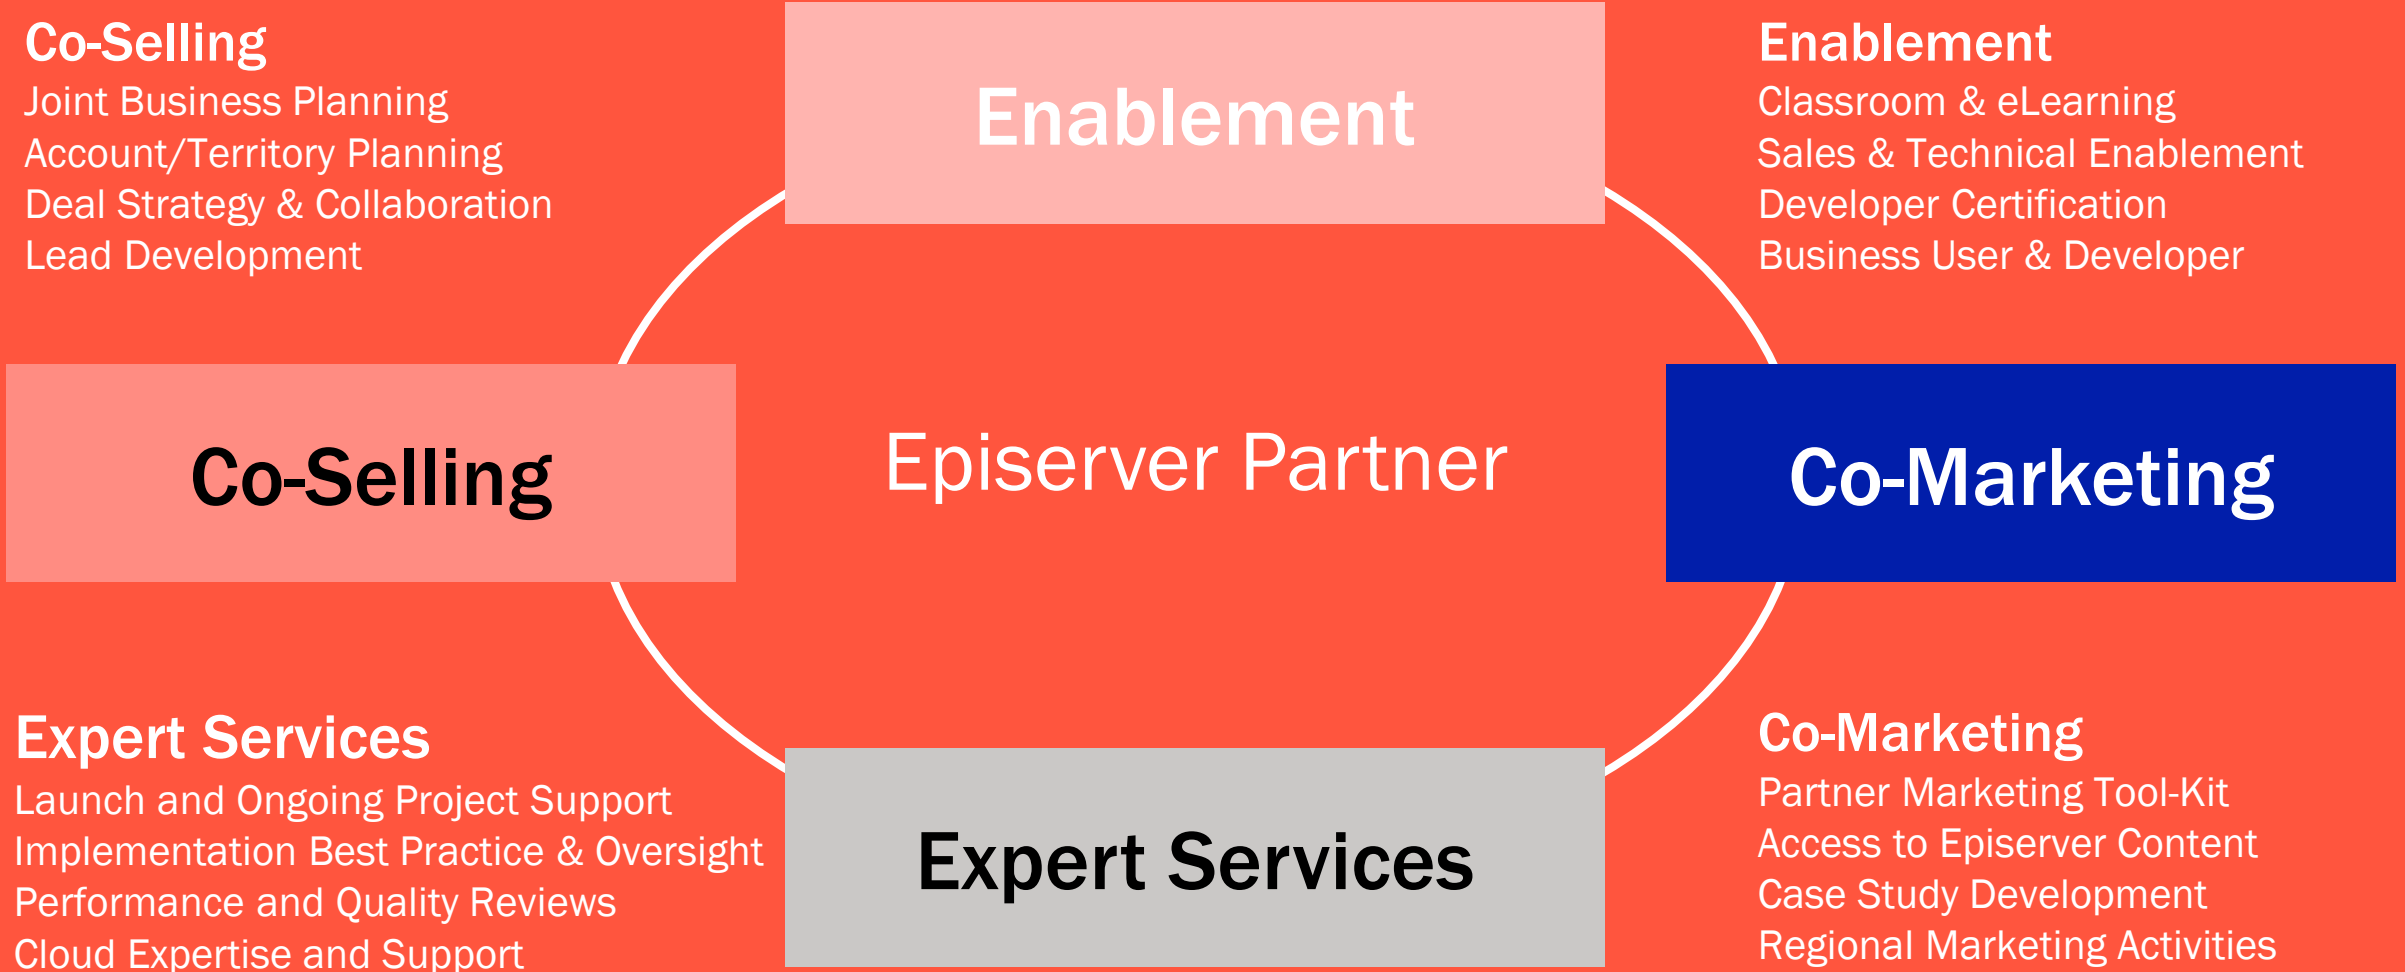 Co-Selling
Joint Business Planning
Account/Territory Planning
Deal Strategy & Collaboration
Lead Development
Enablement
Enablement
Classroom & eLearning
Sales & Technical Enablement
Developer Certification
Business User & Developer
Co-Selling
Episerver Partner
Co-Marketing
Expert Services
Launch and Ongoing Project Support
Implementation Best Practice & Oversight
Performance and Quality Reviews
Cloud Expertise and Support
Expert Services
Co-Marketing
Partner Marketing Tool-Kit
Access to Episerver Content
Case Study Development
Regional Marketing Activities